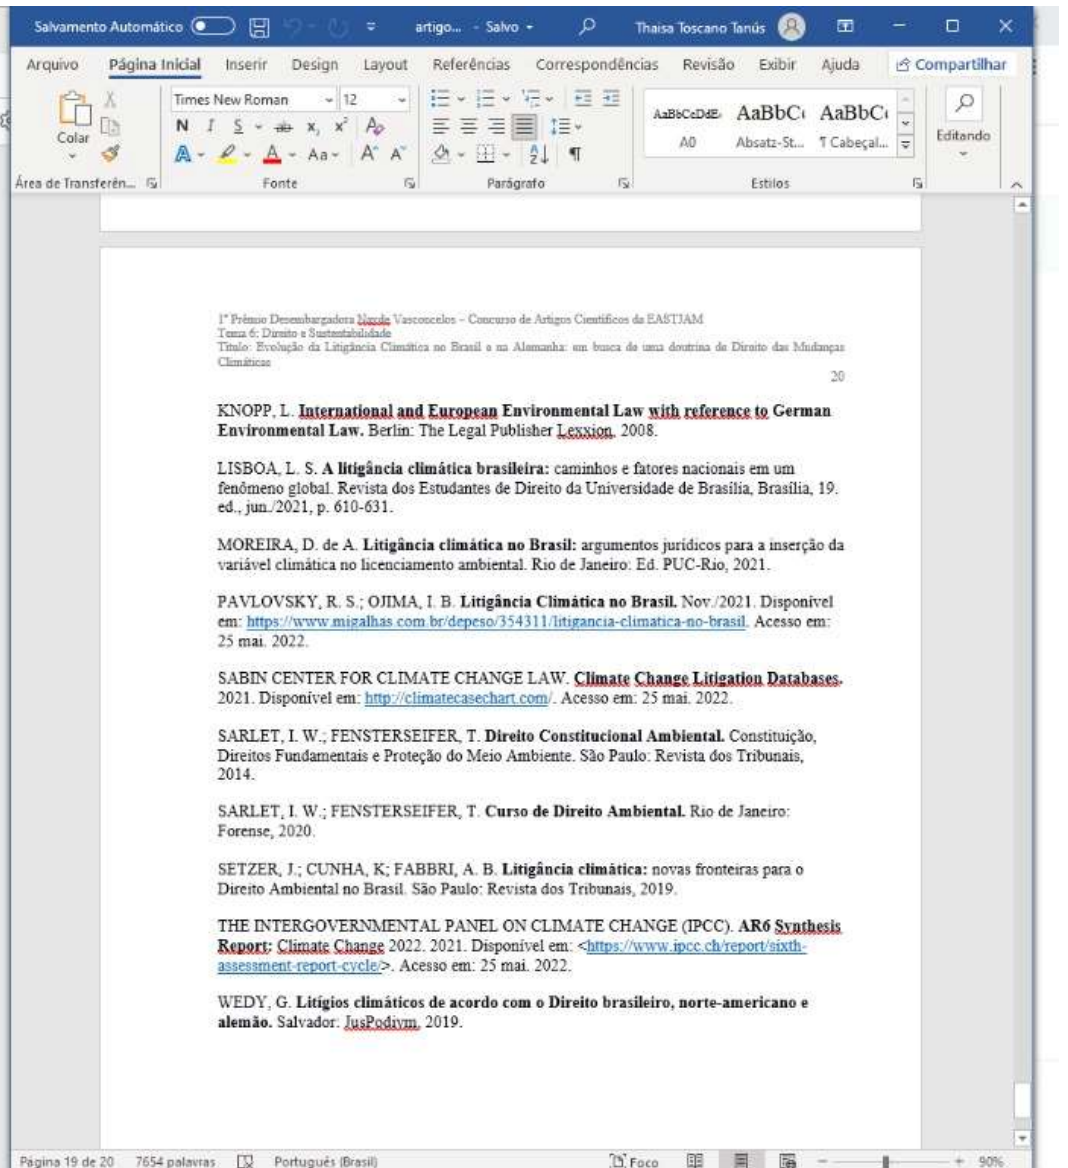 Salvamento Automático artigo... - Salvo Thaisa Toscano Tanús
Arquivo Página Inicial Inserir Design Layout Referências Correspondências Revisão Exibir Ajuda Compartilhar
Times New Roman 12
Colar
N I S ab x, x²
A A Aa A A
AaBbCcDdE AaBbC AaBbC
A0 Absatz-St... ¶ Cabeçal...
Editando
Área de Transferên... Fonte Parágrafo Estilos
1º Prêmio Desembargadora Nayde Vasconcelos – Concurso de Artigos Científicos da EASTJAM
Tema 6: Direito e Sustentabilidade
Título: Evolução da Litigância Climática no Brasil e na Alemanha: em busca de uma doutrina de Direito das Mudanças
Climáticas
20
KNOPP, L. International and European Environmental Law with reference to German
Environmental Law. Berlin: The Legal Publisher Lexxion, 2008.
LISBOA, L. S. A litigância climática brasileira: caminhos e fatores nacionais em um
fenômeno global. Revista dos Estudantes de Direito da Universidade de Brasília, Brasília, 19.
ed., jun./2021, p. 610-631.
MOREIRA, D. de A. Litigância climática no Brasil: argumentos jurídicos para a inserção da
variável climática no licenciamento ambiental. Rio de Janeiro: Ed. PUC-Rio, 2021.
PAVLOVSKY, R. S.; OJIMA, I. B. Litigância Climática no Brasil. Nov./2021. Disponível
em: https://www.migalhas.com.br/depeso/354311/litigancia-climatica-no-brasil. Acesso em:
25 mai. 2022.
SABIN CENTER FOR CLIMATE CHANGE LAW. Climate Change Litigation Databases.
2021. Disponível em: http://climatecasechart.com/. Acesso em: 25 mai. 2022.
SARLET, I. W.; FENSTERSEIFER, T. Direito Constitucional Ambiental. Constituição,
Direitos Fundamentais e Proteção do Meio Ambiente. São Paulo: Revista dos Tribunais,
2014.
SARLET, I. W.; FENSTERSEIFER, T. Curso de Direito Ambiental. Rio de Janeiro:
Forense, 2020.
SETZER, J.; CUNHA, K; FABBRI, A. B. Litigância climática: novas fronteiras para o
Direito Ambiental no Brasil. São Paulo: Revista dos Tribunais, 2019.
THE INTERGOVERNMENTAL PANEL ON CLIMATE CHANGE (IPCC). AR6 Synthesis
Report: Climate Change 2022. 2021. Disponível em: <https://www.ipcc.ch/report/sixth-
assessment-report-cycle/>. Acesso em: 25 mai. 2022.
WEDY, G. Litígios climáticos de acordo com o Direito brasileiro, norte-americano e
alemão. Salvador: JusPodivm, 2019.
Página 19 de 20 7654 palavras Português (Brasil) Foco 90%